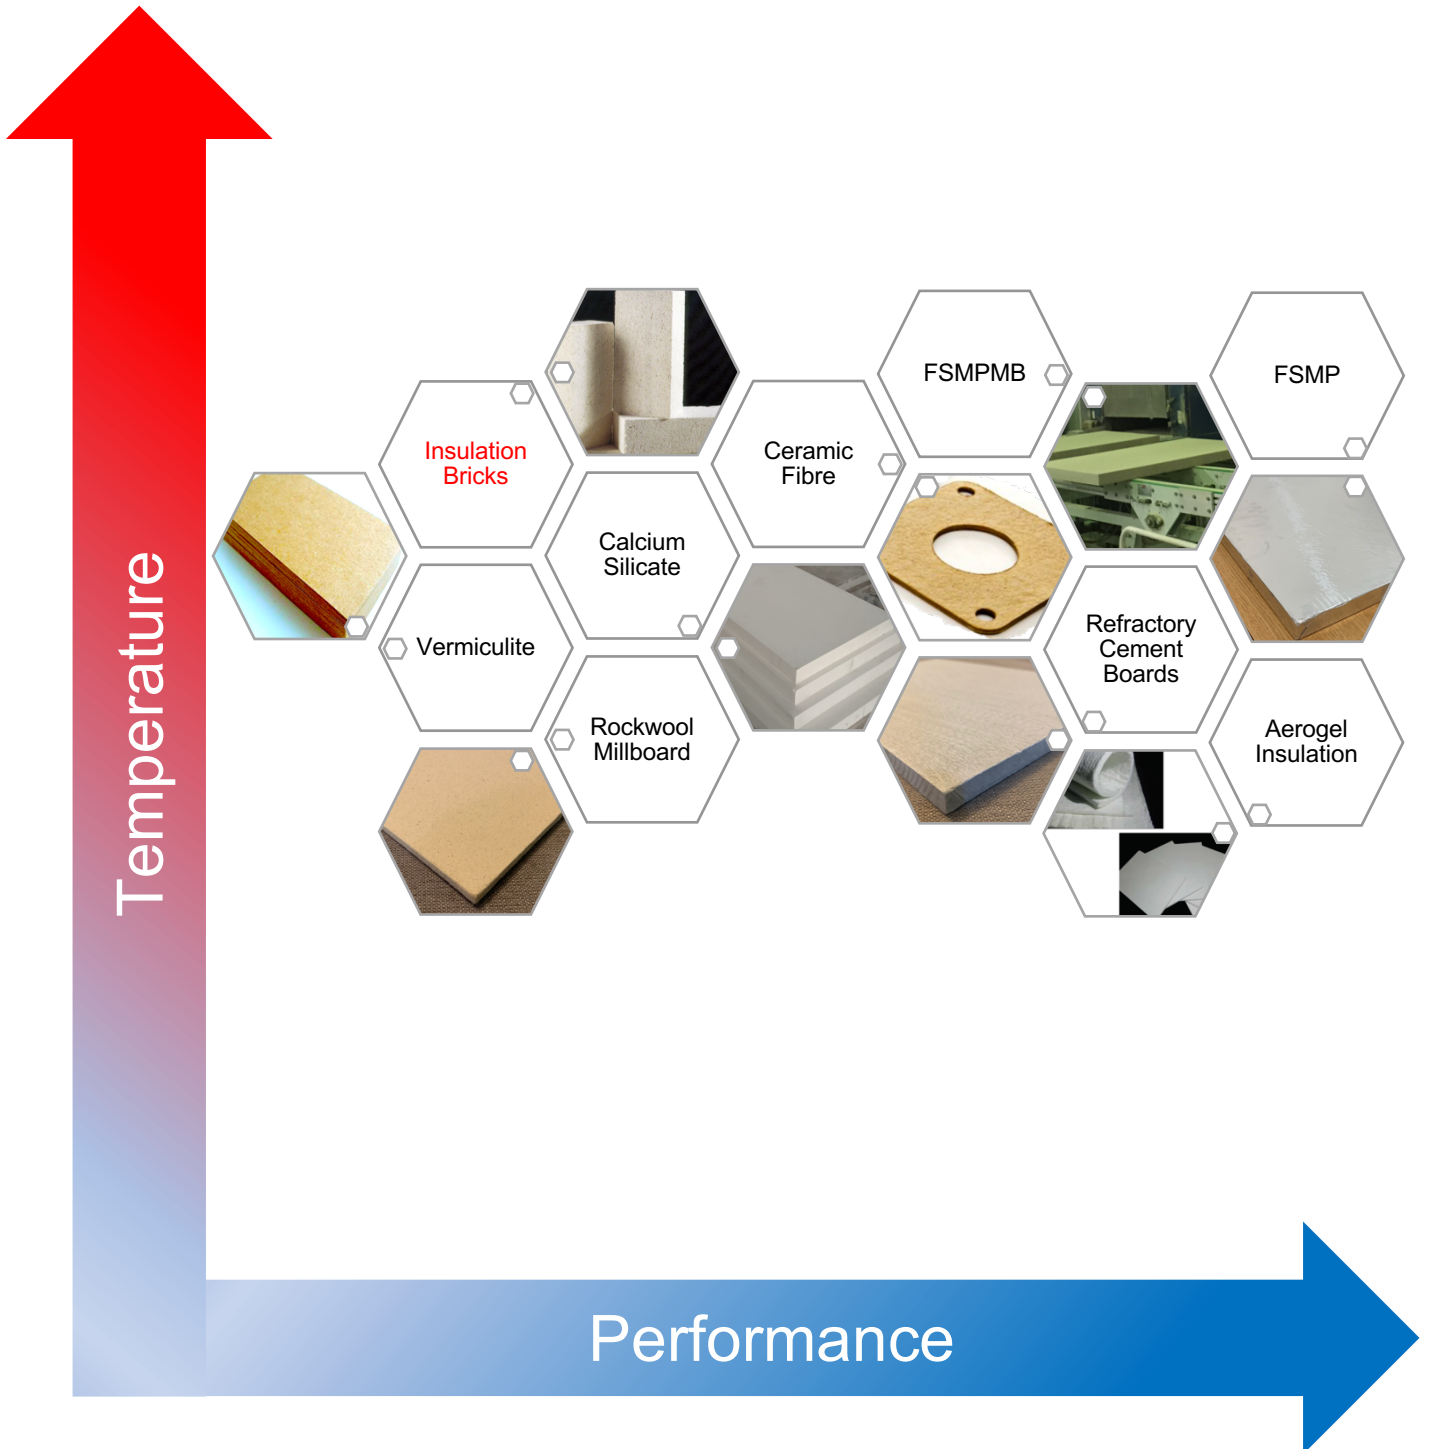 Temperature
FSMPMB
FSMP
Insulation
Bricks
Ceramic
Fibre
Calcium
Silicate
Vermiculite
Refractory
Cement
Boards
Rockwool
Millboard
Aerogel
Insulation
Performance